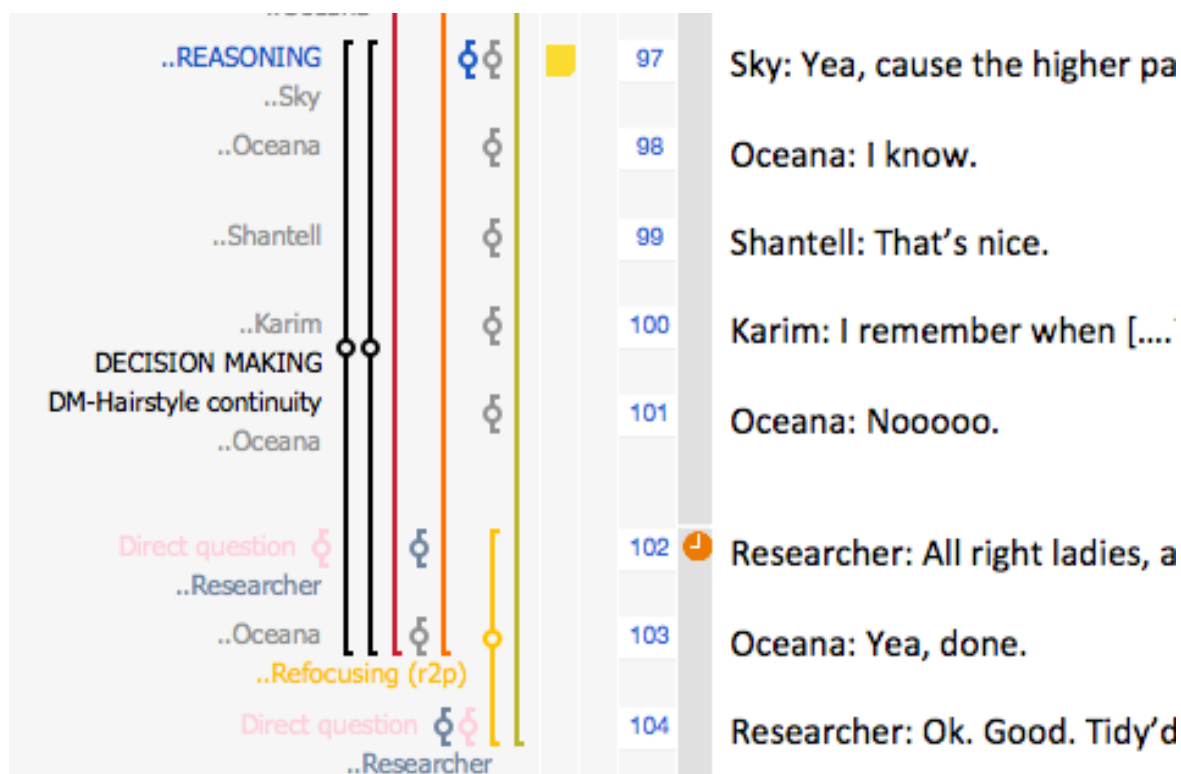 ..REASONING 97 Sky: Yea, cause the higher pa
..Sky
..Oceana 98 Oceana: I know.
..Shantell 99 Shantell: That's nice.
..Karim 100 Karim: I remember when [....
DECISION MAKING
DM-Hairstyle continuity 101 Oceana: Nooooo.
..Oceana
Direct question 102 Researcher: All right ladies, a
..Researcher
..Oceana 103 Oceana: Yea, done.
..Refocusing (r2p)
Direct question 104 Researcher: Ok. Good. Tidy'd
..Researcher